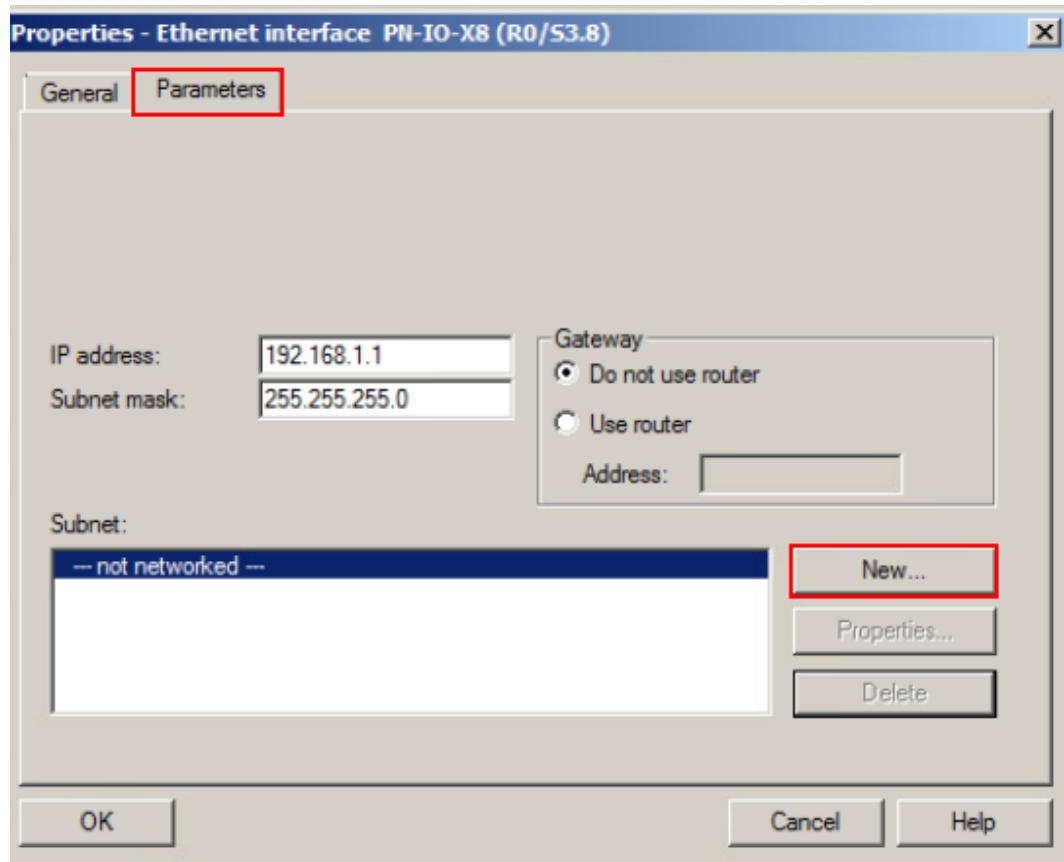 Properties - Ethernet interface PN-IO-X8 (R0/S3.8)
General Parameters
IP address: 192.168.1.1
Subnet mask: 255.255.255.0
Gateway
Do not use router
Use router
Address:
Subnet:
--- not networked ---
New...
Properties...
Delete
OK Cancel Help